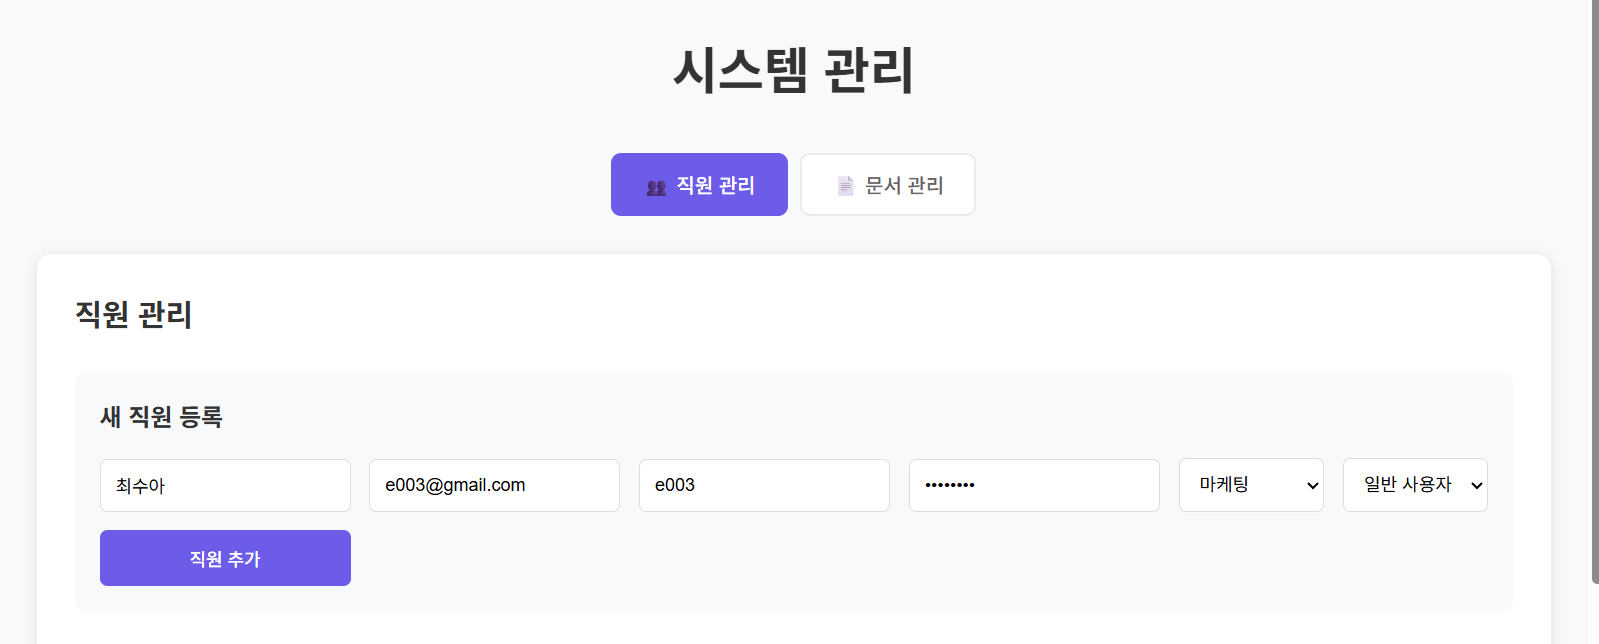 시스템 관리
직원 관리
문서 관리
직원 관리
새 직원 등록
최수아
e003@gmail.com
e003
••••••••
마케팅
일반 사용자
직원 추가